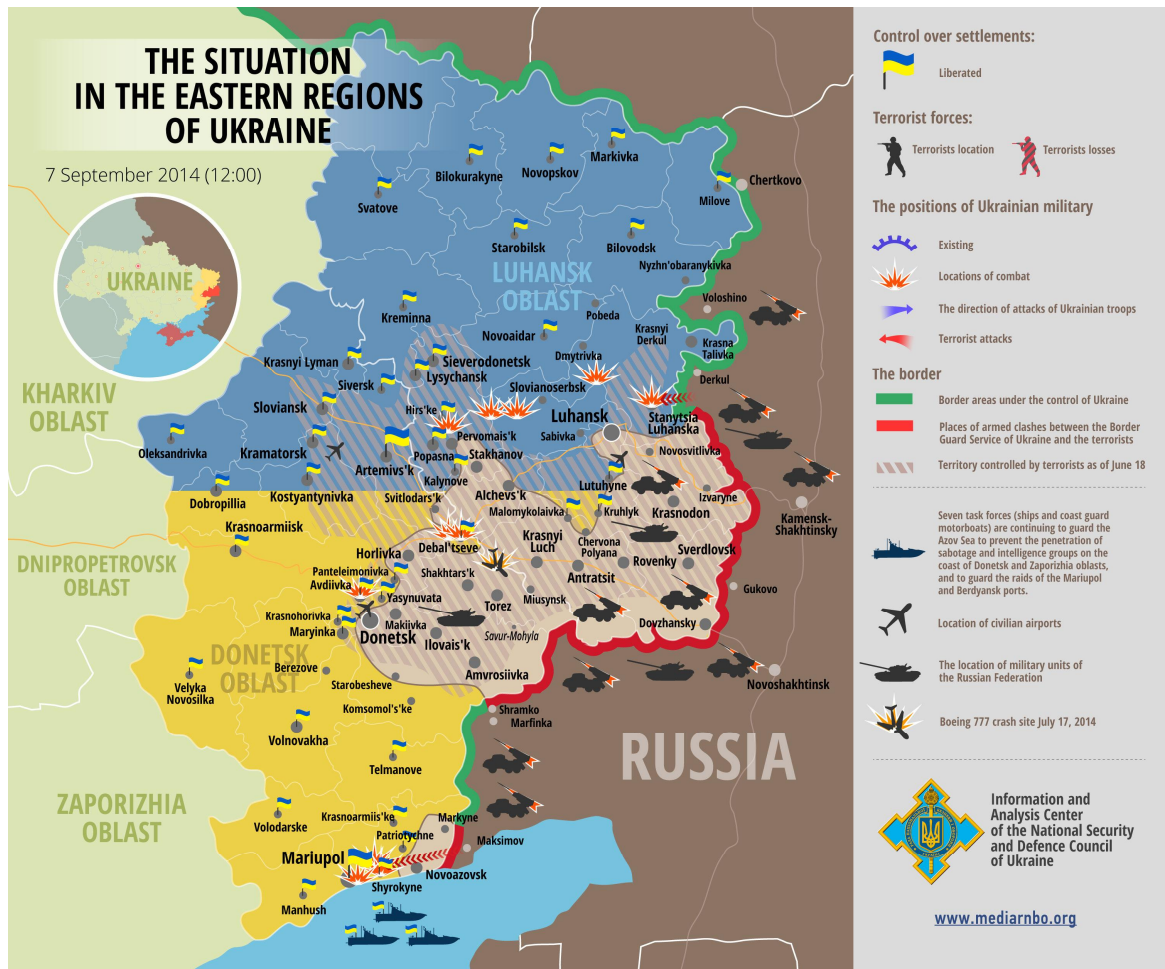 THE SITUATION
IN THE EASTERN REGIONS
OF UKRAINE
7 September 2014 (12:00)
UKRAINE
KHARKIV
OBLAST
DNIPROPETROVSK
OBLAST
ZAPORIZHIA
OBLAST
LUHANSK
OBLAST
DONETSK
OBLAST
RUSSIA
Markivka
Bilokurakyne
Novopskov
Chertkovo
Svatove
Milove
Starobilsk
Bilovodsk
Nyzhn'obaranykivka
Voloshino
Kreminna
Pobeda
Novoaidar
Krasnyi
Derkul
Krasna
Talivka
Krasnyi Lyman
Sieverodonetsk
Dmytrivka
Lysychansk
Siversk
Derkul
Slovianoserbsk
Sloviansk
Hirs'ke
Luhansk
Stanytsia
Luhanska
Oleksandrivka
Kramatorsk
Pervomais'k
Sabivka
Popasna
Stakhanov
Novosvitlivka
Artemivs'k
Kalynove
Kostyantynivka
Lutuhyne
Dobropillia
Svitlodars'k
Alchevs'k
Izvaryne
Malomykolaivka
Kruhlyk
Krasnodon
Kamensk-
Shakhtinsky
Krasnoarmiisk
Debal'tseve
Krasnyi
Luch
Chervona
Polyana
Sverdlovsk
Horlivka
Rovenky
Panteleimonivka
Shakhtars'k
Antratsit
Avdiivka
Yasynuvata
Gukovo
Torez
Miusynsk
Krasnohorivka
Makiivka
Maryinka
Donetsk
Dovzhansky
Ilovais'k
Savur-Mohyla
Berezove
Amvrosiivka
Novoshakhtinsk
Velyka
Novosilka
Starobesheve
Komsomol's'ke
Shramko
Marfinka
Volnovakha
Telmanove
Volodarske
Krasnoarmiis'ke
Markyne
Patriotychne
Maksimov
Mariupol
Novoazovsk
Shyrokyne
Manhush
Control over settlements:
Liberated
Terrorist forces:
Terrorists location
Terrorists losses
The positions of Ukrainian military
Existing
Locations of combat
The direction of attacks of Ukrainian troops
Terrorist attacks
The border
Border areas under the control of Ukraine
Places of armed clashes between the Border
Guard Service of Ukraine and the terrorists
Territory controlled by terrorists as of June 18
Seven task forces (ships and coast guard
motorboats) are continuing to guard the
Azov Sea to prevent the penetration of
sabotage and intelligence groups on the
coast of Donetsk and Zaporizhia oblasts,
and to guard the raids of the Mariupol
and Berdyansk ports.
Location of civilian airports
The location of military units of
the Russian Federation
Boeing 777 crash site July 17, 2014
Information and
Analysis Center
of the National Security
and Defence Council
of Ukraine
www.mediarnbo.org